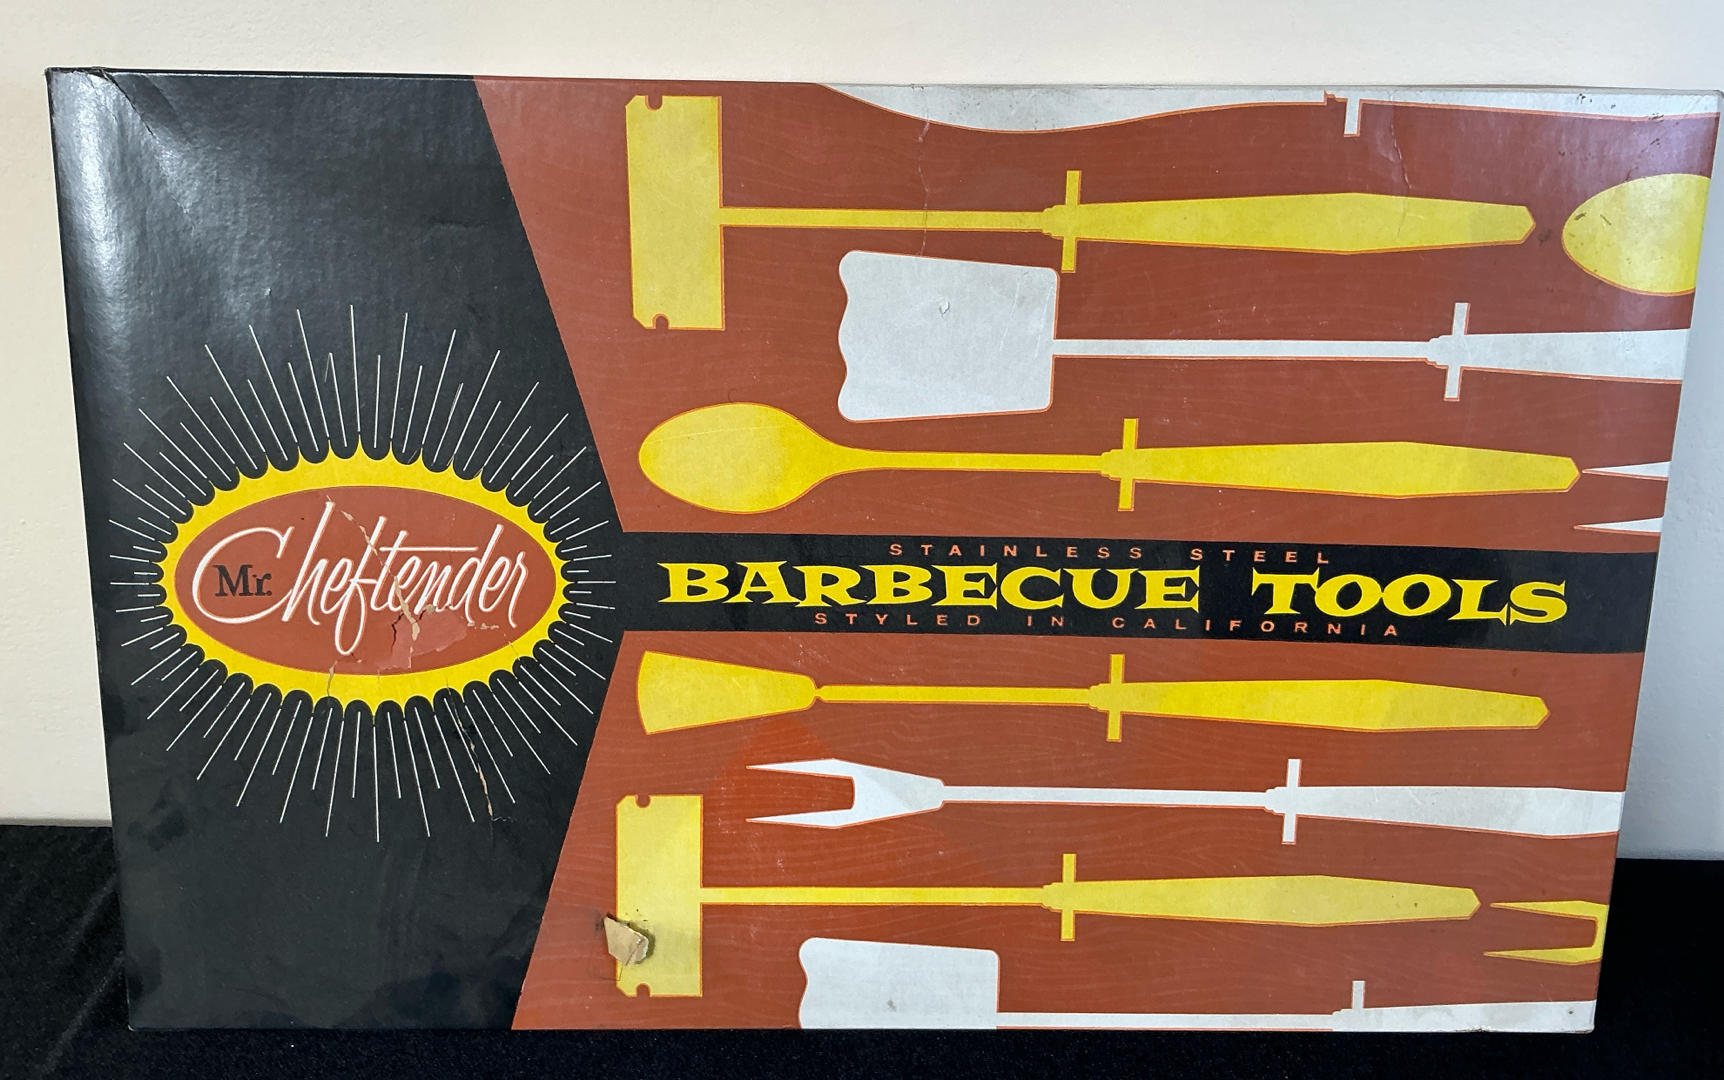 Mr. Cheftender
STAINLESS STEEL
BARBECUE TOOLS
STYLED IN CALIFORNIA